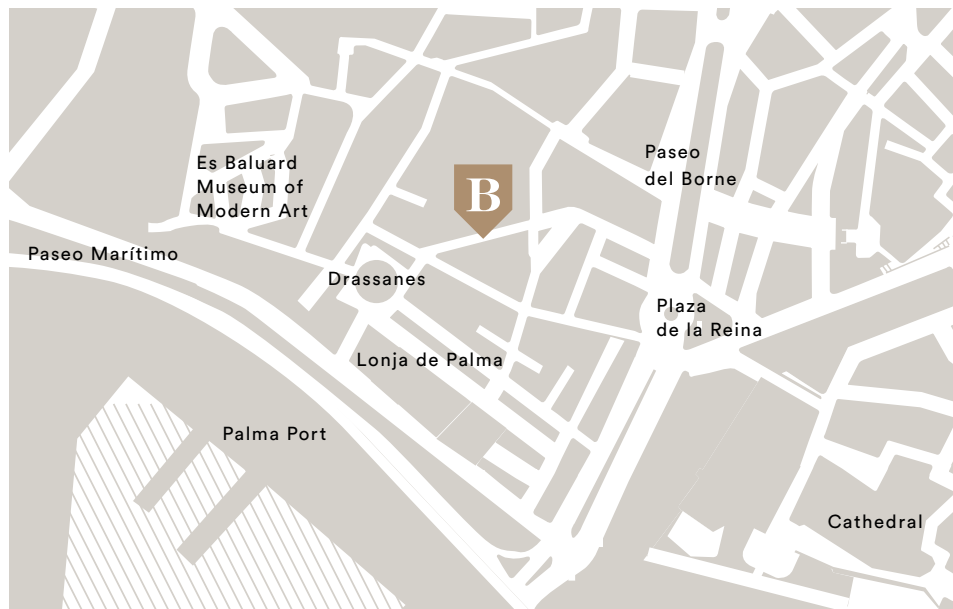 Es Baluard
Museum of
Modern Art
Paseo
del Borne
B
Paseo Marítimo
Drassanes
Plaza
de la Reina
Lonja de Palma
Palma Port
Cathedral